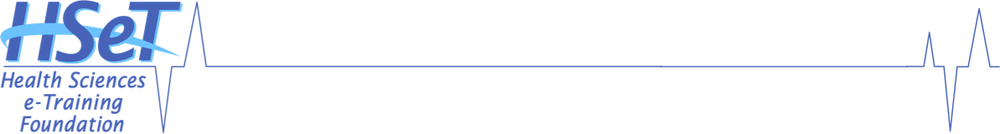 HSeT
Health Sciences
e-Training
Foundation